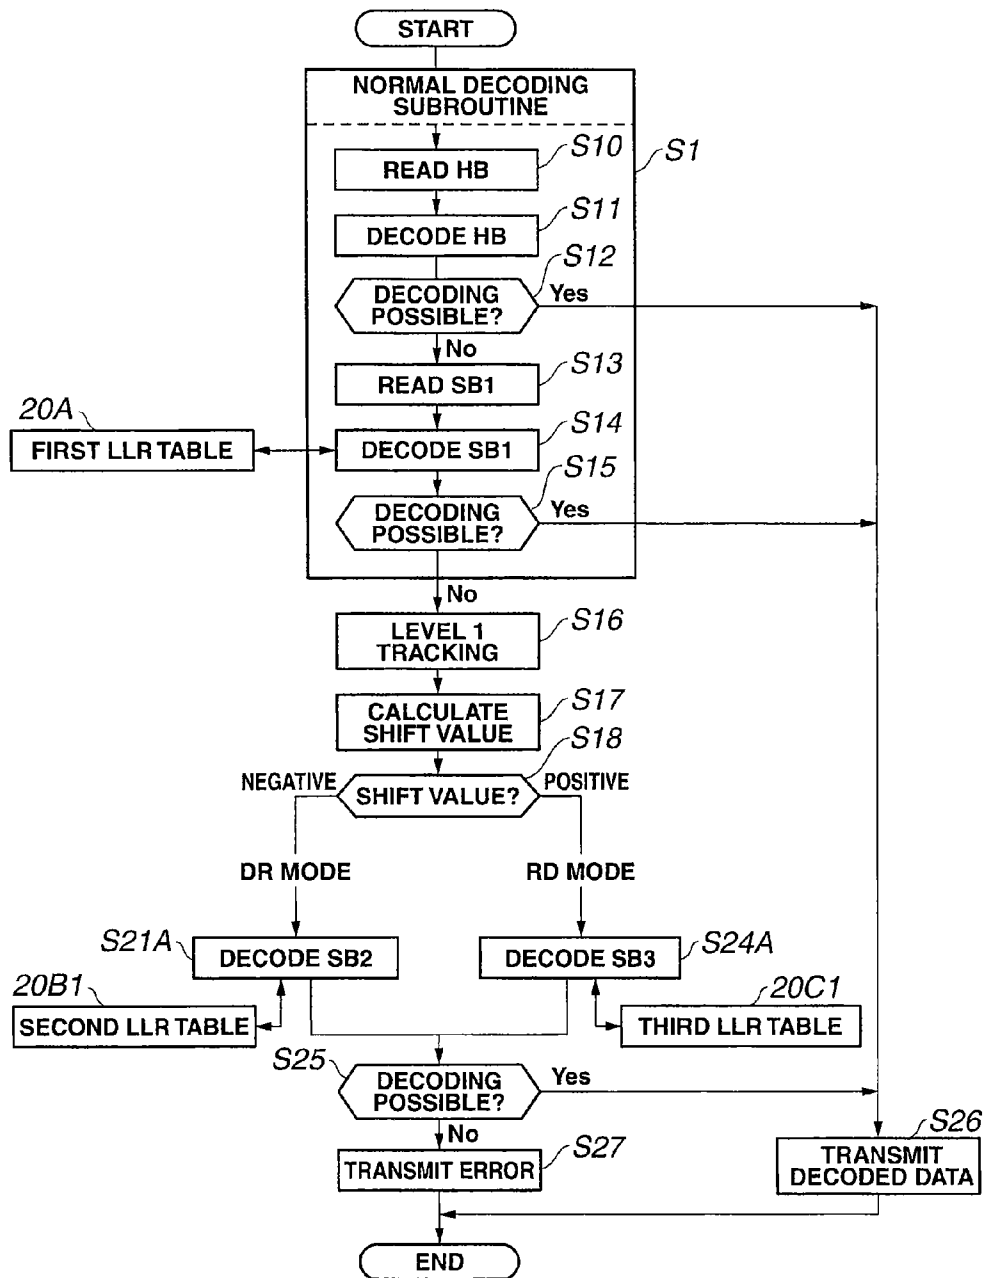 START
NORMAL DECODING
SUBROUTINE
S10
READ HB
S1
S11
DECODE HB
S12
DECODING
POSSIBLE?
Yes
No
S13
READ SB1
20A
S14
FIRST LLR TABLE
DECODE SB1
S15
DECODING
POSSIBLE?
Yes
No
S16
LEVEL 1
TRACKING
S17
CALCULATE
SHIFT VALUE
S18
NEGATIVE
SHIFT VALUE?
POSITIVE
DR MODE
RD MODE
S21A
DECODE SB2
DECODE SB3
S24A
20B1
SECOND LLR TABLE
20C1
THIRD LLR TABLE
S25
DECODING
POSSIBLE?
Yes
No
S26
TRANSMIT
DECODED DATA
S27
TRANSMIT ERROR
END